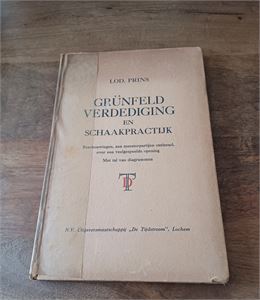 LOD. PRINS
GRÜNFELD
VERDEDIGING
EN
SCHAAKPRACTIJK
Beschouwingen, aan meesterpartijen ontleend,
over een veelgespeelde opening
Met tal van diagrammen
T D
N.V. Uitgeversmaatschappij „De Tijdstroom", Lochem